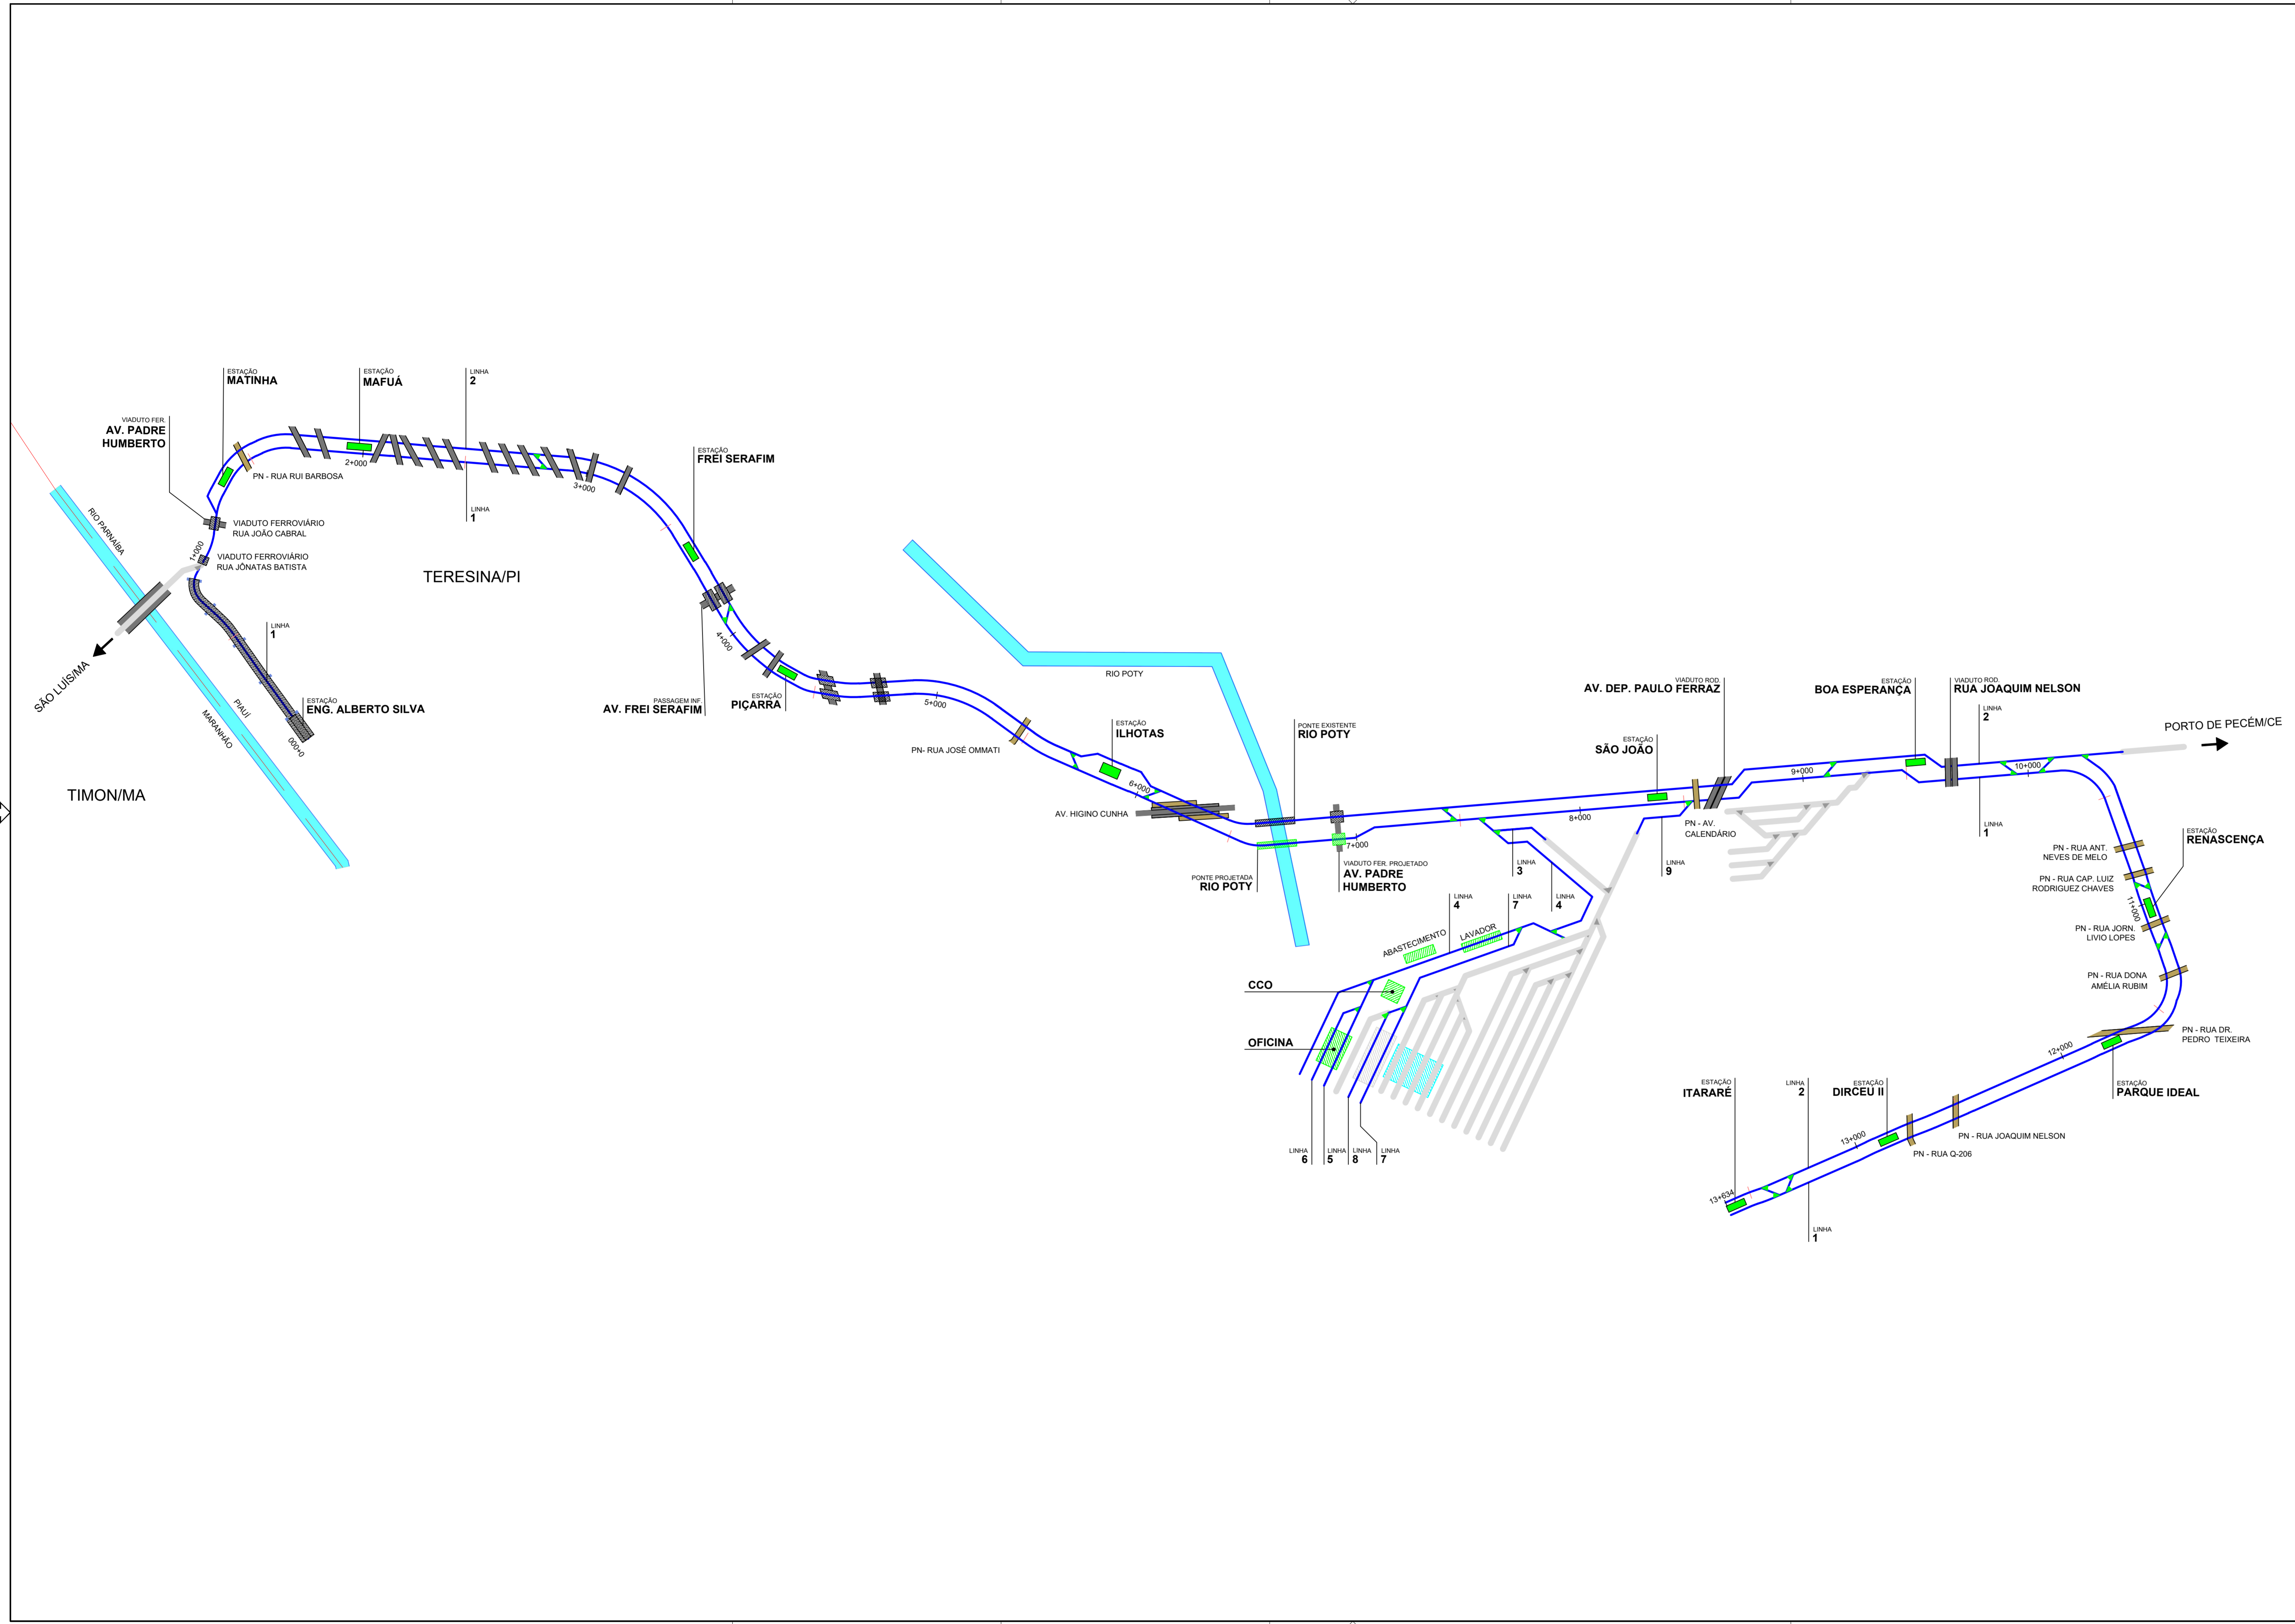 ESTAÇÃO
MATINHA
ESTAÇÃO
MAFUÁ
LINHA
2
VIADUTO FER.
AV. PADRE
HUMBERTO
ESTAÇÃO
FREI SERAFIM
2+000
PN - RUA RUI BARBOSA
3+000
LINHA
1
RIO PARNAÍBA
VIADUTO FERROVIÁRIO
RUA JOÃO CABRAL
1+000
VIADUTO FERROVIÁRIO
RUA JÔNATAS BATISTA
TERESINA/PI
LINHA
1
SÃO LUÍS/MA
PIAUÍ
MARANHÃO
ESTAÇÃO
ENG. ALBERTO SILVA
0+000
TIMON/MA
4+000
PASSAGEM INF.
AV. FREI SERAFIM
ESTAÇÃO
PIÇARRA
5+000
RIO POTY
PN- RUA JOSÉ OMMATI
ESTAÇÃO
ILHOTAS
6+000
AV. HIGINO CUNHA
PONTE EXISTENTE
RIO POTY
PONTE PROJETADA
RIO POTY
7+000
VIADUTO FER. PROJETADO
AV. PADRE
HUMBERTO
ESTAÇÃO
SÃO JOÃO
VIADUTO ROD.
AV. DEP. PAULO FERRAZ
ESTAÇÃO
BOA ESPERANÇA
VIADUTO ROD.
RUA JOAQUIM NELSON
LINHA
2
PORTO DE PECÉM/CE
8+000
9+000
10+000
PN - AV.
CALENDÁRIO
LINHA
1
LINHA
3
LINHA
9
LINHA
4
LINHA
7
LINHA
4
ABASTECIMENTO
LAVADOR
CCO
OFICINA
LINHA
6
LINHA
5
LINHA
8
LINHA
7
ESTAÇÃO
RENASCENÇA
PN - RUA ANT.
NEVES DE MELO
PN - RUA CAP. LUIZ
RODRIGUEZ CHAVES
11+000
PN - RUA JORN.
LIVIO LOPES
PN - RUA DONA
AMÉLIA RUBIM
PN - RUA DR.
PEDRO TEIXEIRA
12+000
ESTAÇÃO
PARQUE IDEAL
ESTAÇÃO
ITARARÉ
LINHA
2
ESTAÇÃO
DIRCEU II
13+000
PN - RUA JOAQUIM NELSON
PN - RUA Q-206
13+634
LINHA
1